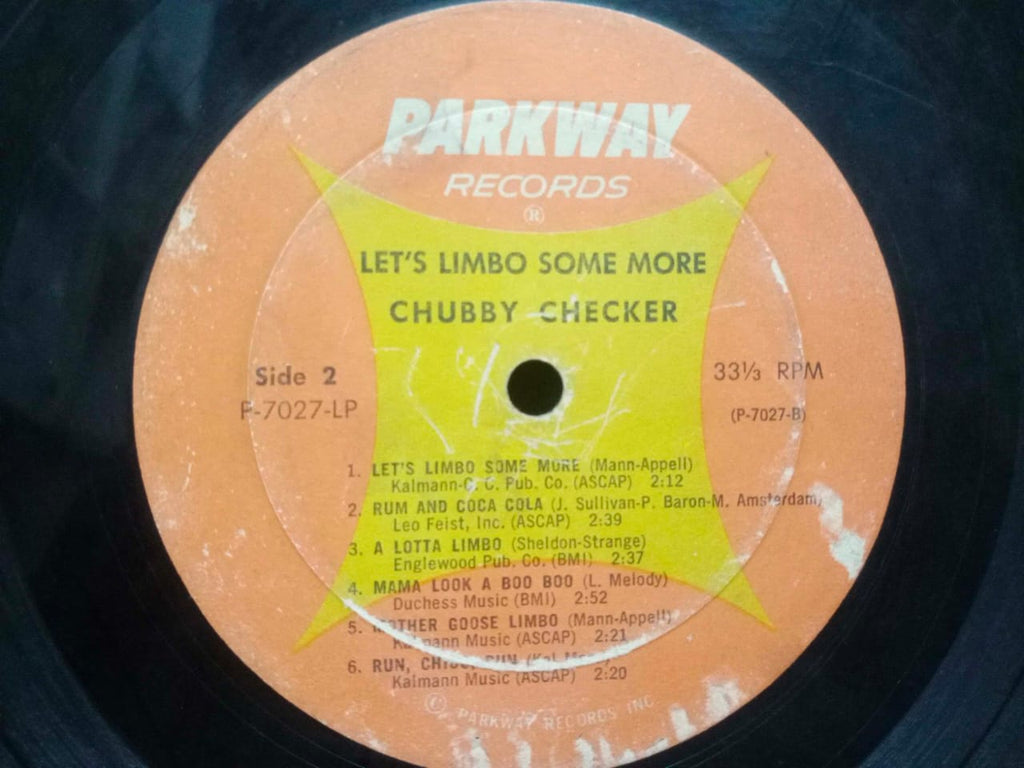 PARKWAY
RECORDS
®
LET'S LIMBO SOME MORE
CHUBBY CHECKER
Side 2
33⅓ RPM
P-7027-LP
(P-7027-B)
1. LET'S LIMBO SOME MORE (Mann-Appell)
Kalmann-C. C. Pub. Co. (ASCAP) 2:12
2. RUM AND COCA COLA (J. Sullivan-P. Baron-M. Amsterdam)
Leo Feist, Inc. (ASCAP) 2:39
3. A LOTTA LIMBO (Sheldon-Strange)
Englewood Pub. Co. (BMI) 2:37
4. MAMA LOOK A BOO BOO (L. Melody)
Duchess Music (BMI) 2:52
5. MOTHER GOOSE LIMBO (Mann-Appell)
Kalmann Music (ASCAP) 2:21
6. RUN, RUN
Kalmann Music (ASCAP) 2:20
© PARKWAY RECORDS INC